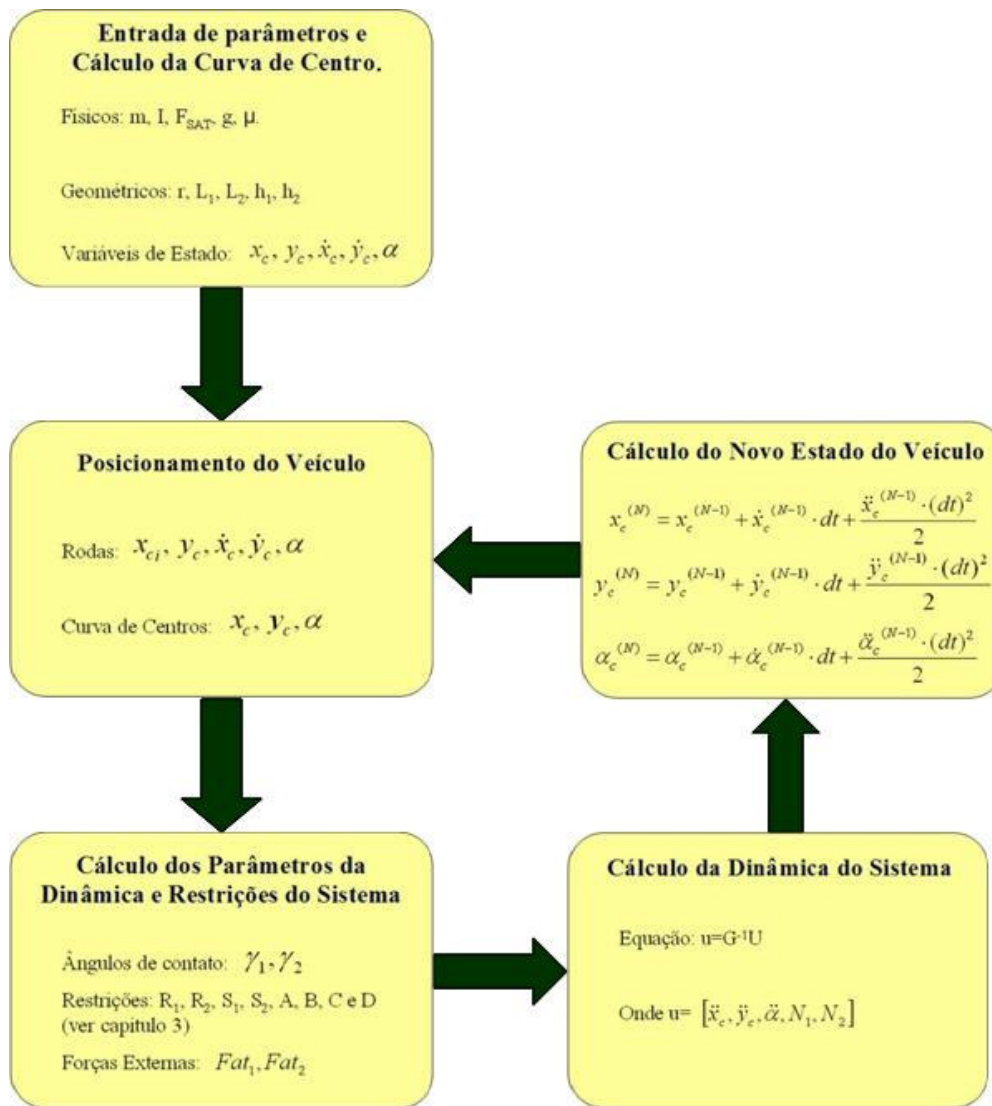 Entrada de parâmetros e
Cálculo da Curva de Centro.
Físicos: m, I, F_SAT, g, μ.
Geométricos: r, L₁, L₂, h₁, h₂
Variáveis de Estado: x_c, y_c, ẋ_c, ẏ_c, α
Posicionamento do Veículo
Rodas: x_ci, y_c, ẋ_c, ẏ_c, α
Curva de Centros: x_c, y_c, α
Cálculo dos Parâmetros da
Dinâmica e Restrições do Sistema
Ângulos de contato: γ₁, γ₂
Restrições: R₁, R₂, S₁, S₂, A, B, C e D
(ver capitulo 3)
Forças Externas: Fat₁, Fat₂
Cálculo da Dinâmica do Sistema
Equação: u=G⁻¹U
Onde u= [ẍ_c, ÿ_c, α̈, N₁, N₂]
Cálculo do Novo Estado do Veículo
x_c^(N) = x_c^(N-1) + ẋ_c^(N-1) · dt + ẍ_c^(N-1) · (dt)² / 2
y_c^(N) = y_c^(N-1) + ẏ_c^(N-1) · dt + ÿ_c^(N-1) · (dt)² / 2
α_c^(N) = α_c^(N-1) + α̇_c^(N-1) · dt + α̈_c^(N-1) · (dt)² / 2